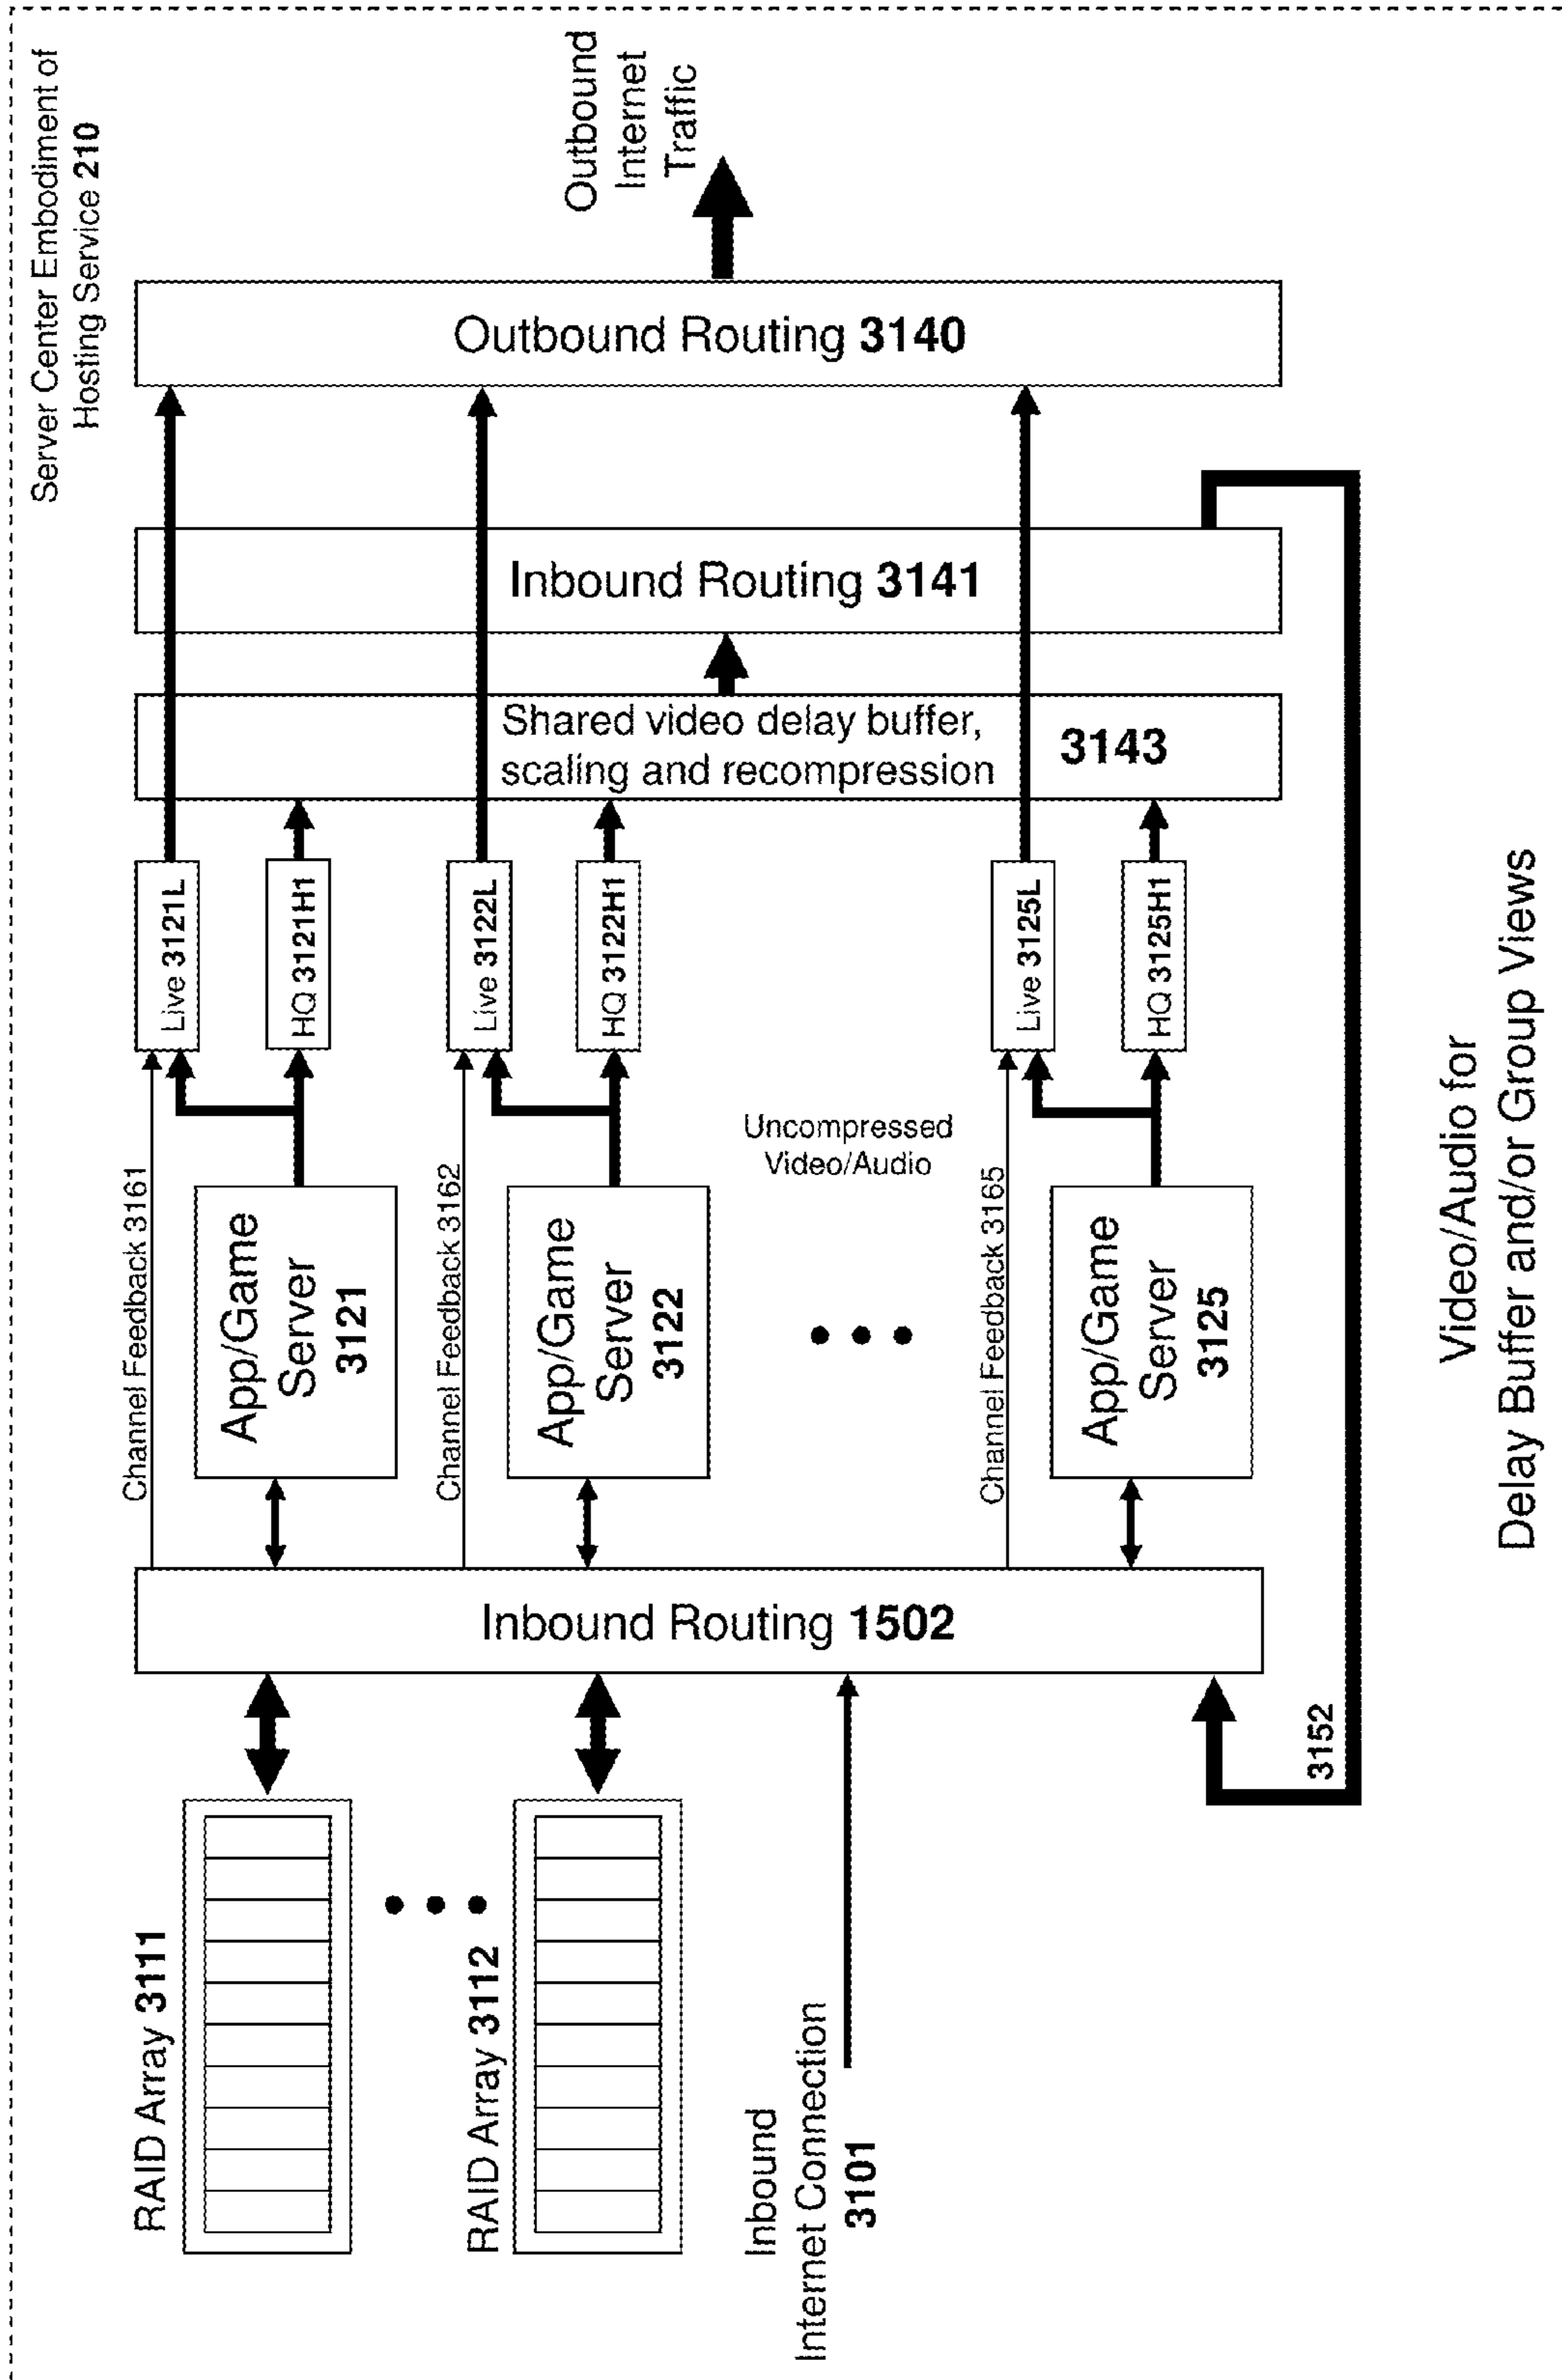 Server Center Embodiment of
Hosting Service 210
RAID Array 3111
RAID Array 3112
Inbound
Internet Connection
3101
Inbound Routing 1502
Channel Feedback 3161
App/Game
Server
3121
Channel Feedback 3162
App/Game
Server
3122
Uncompressed
Video/Audio
Channel Feedback 3165
App/Game
Server
3125
Live 3121L
HQ 3121H1
Live 3122L
HQ 3122H1
Live 3125L
HQ 3125H1
Shared video delay buffer,
scaling and recompression
3143
Inbound Routing 3141
Outbound Routing 3140
Outbound
Internet
Traffic
3152
Video/Audio for
Delay Buffer and/or Group Views